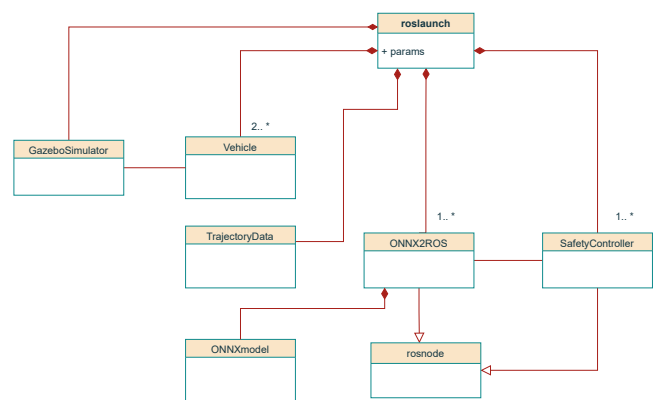 roslaunch
+ params
2.. *
GazeboSimulator
Vehicle
1.. *
1.. *
TrajectoryData
ONNX2ROS
SafetyController
ONNXmodel
rosnode